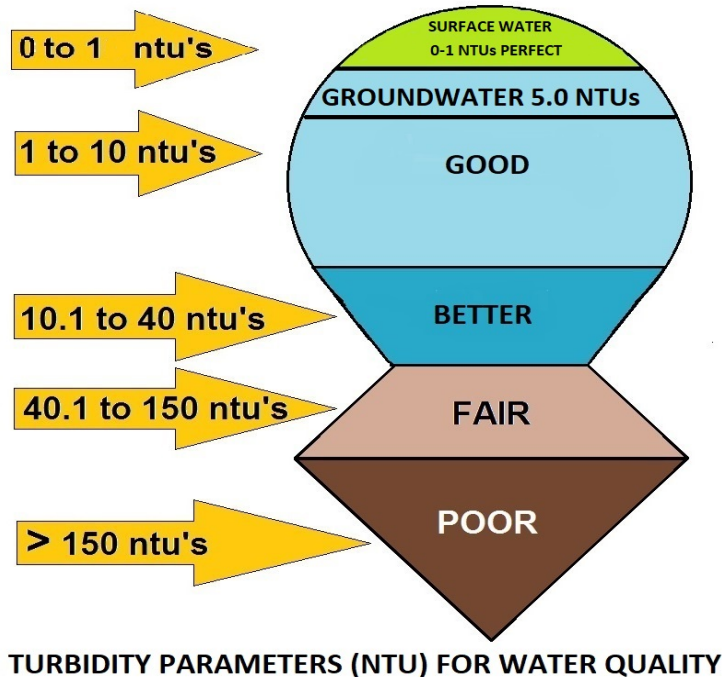 0 to 1 ntu's
SURFACE WATER
0-1 NTUs PERFECT
GROUNDWATER 5.0 NTUs
1 to 10 ntu's
GOOD
10.1 to 40 ntu's
BETTER
40.1 to 150 ntu's
FAIR
> 150 ntu's
POOR
TURBIDITY PARAMETERS (NTU) FOR WATER QUALITY